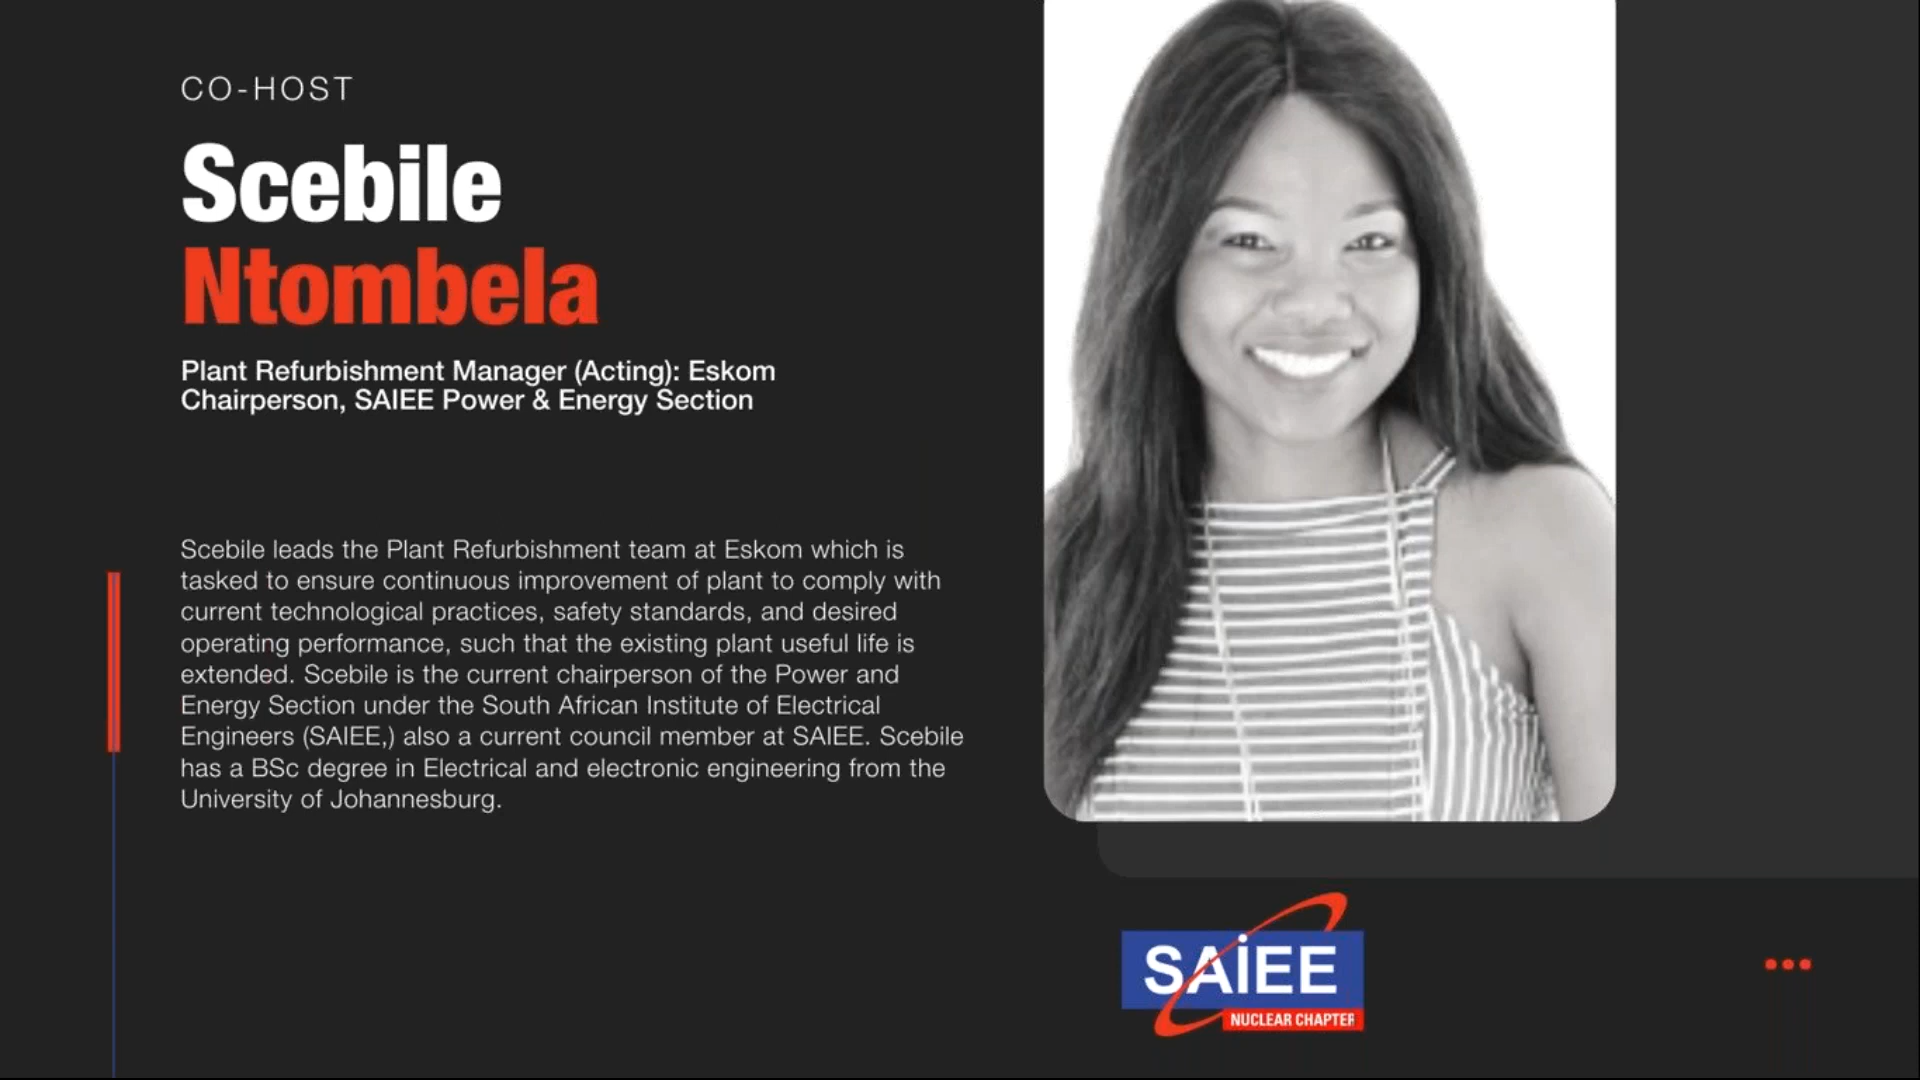 CO-HOST
Scebile
Ntombela
Plant Refurbishment Manager (Acting): Eskom
Chairperson, SAIEE Power & Energy Section
Scebile leads the Plant Refurbishment team at Eskom which is
tasked to ensure continuous improvement of plant to comply with
current technological practices, safety standards, and desired
operating performance, such that the existing plant useful life is
extended. Scebile is the current chairperson of the Power and
Energy Section under the South African Institute of Electrical
Engineers (SAIEE,) also a current council member at SAIEE. Scebile
has a BSc degree in Electrical and electronic engineering from the
University of Johannesburg.
SAiEE
NUCLEAR CHAPTER